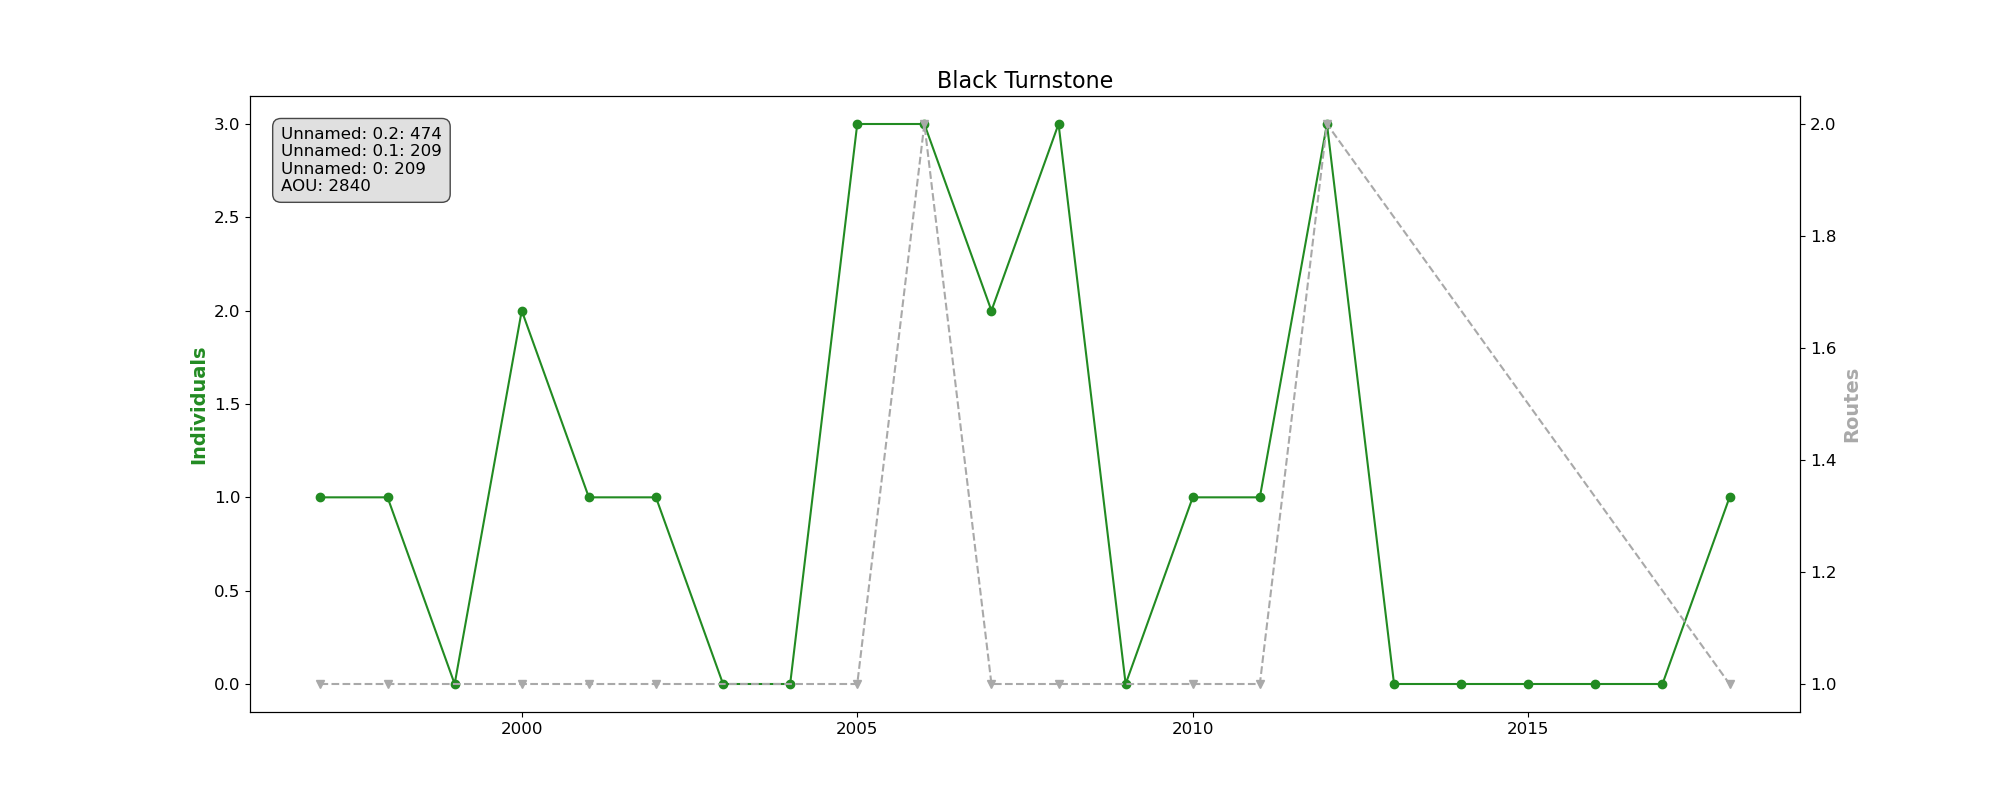 Black Turnstone
Unnamed: 0.2: 474
Unnamed: 0.1: 209
Unnamed: 0: 209
AOU: 2840
Individuals
3.0
2.5
2.0
1.5
1.0
0.5
0.0
2.0
1.8
1.6
1.4
1.2
1.0
Routes
2000
2005
2010
2015